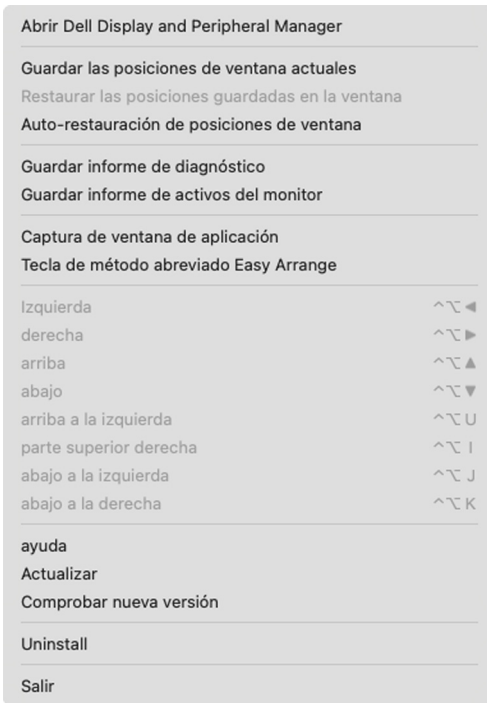 Abrir Dell Display and Peripheral Manager
Guardar las posiciones de ventana actuales
Restaurar las posiciones guardadas en la ventana
Auto-restauración de posiciones de ventana
Guardar informe de diagnóstico
Guardar informe de activos del monitor
Captura de ventana de aplicación
Tecla de método abreviado Easy Arrange
Izquierda ^⌥◀
derecha ^⌥▶
arriba ^⌥▲
abajo ^⌥▼
arriba a la izquierda ^⌥U
parte superior derecha ^⌥I
abajo a la izquierda ^⌥J
abajo a la derecha ^⌥K
ayuda
Actualizar
Comprobar nueva versión
Uninstall
Salir